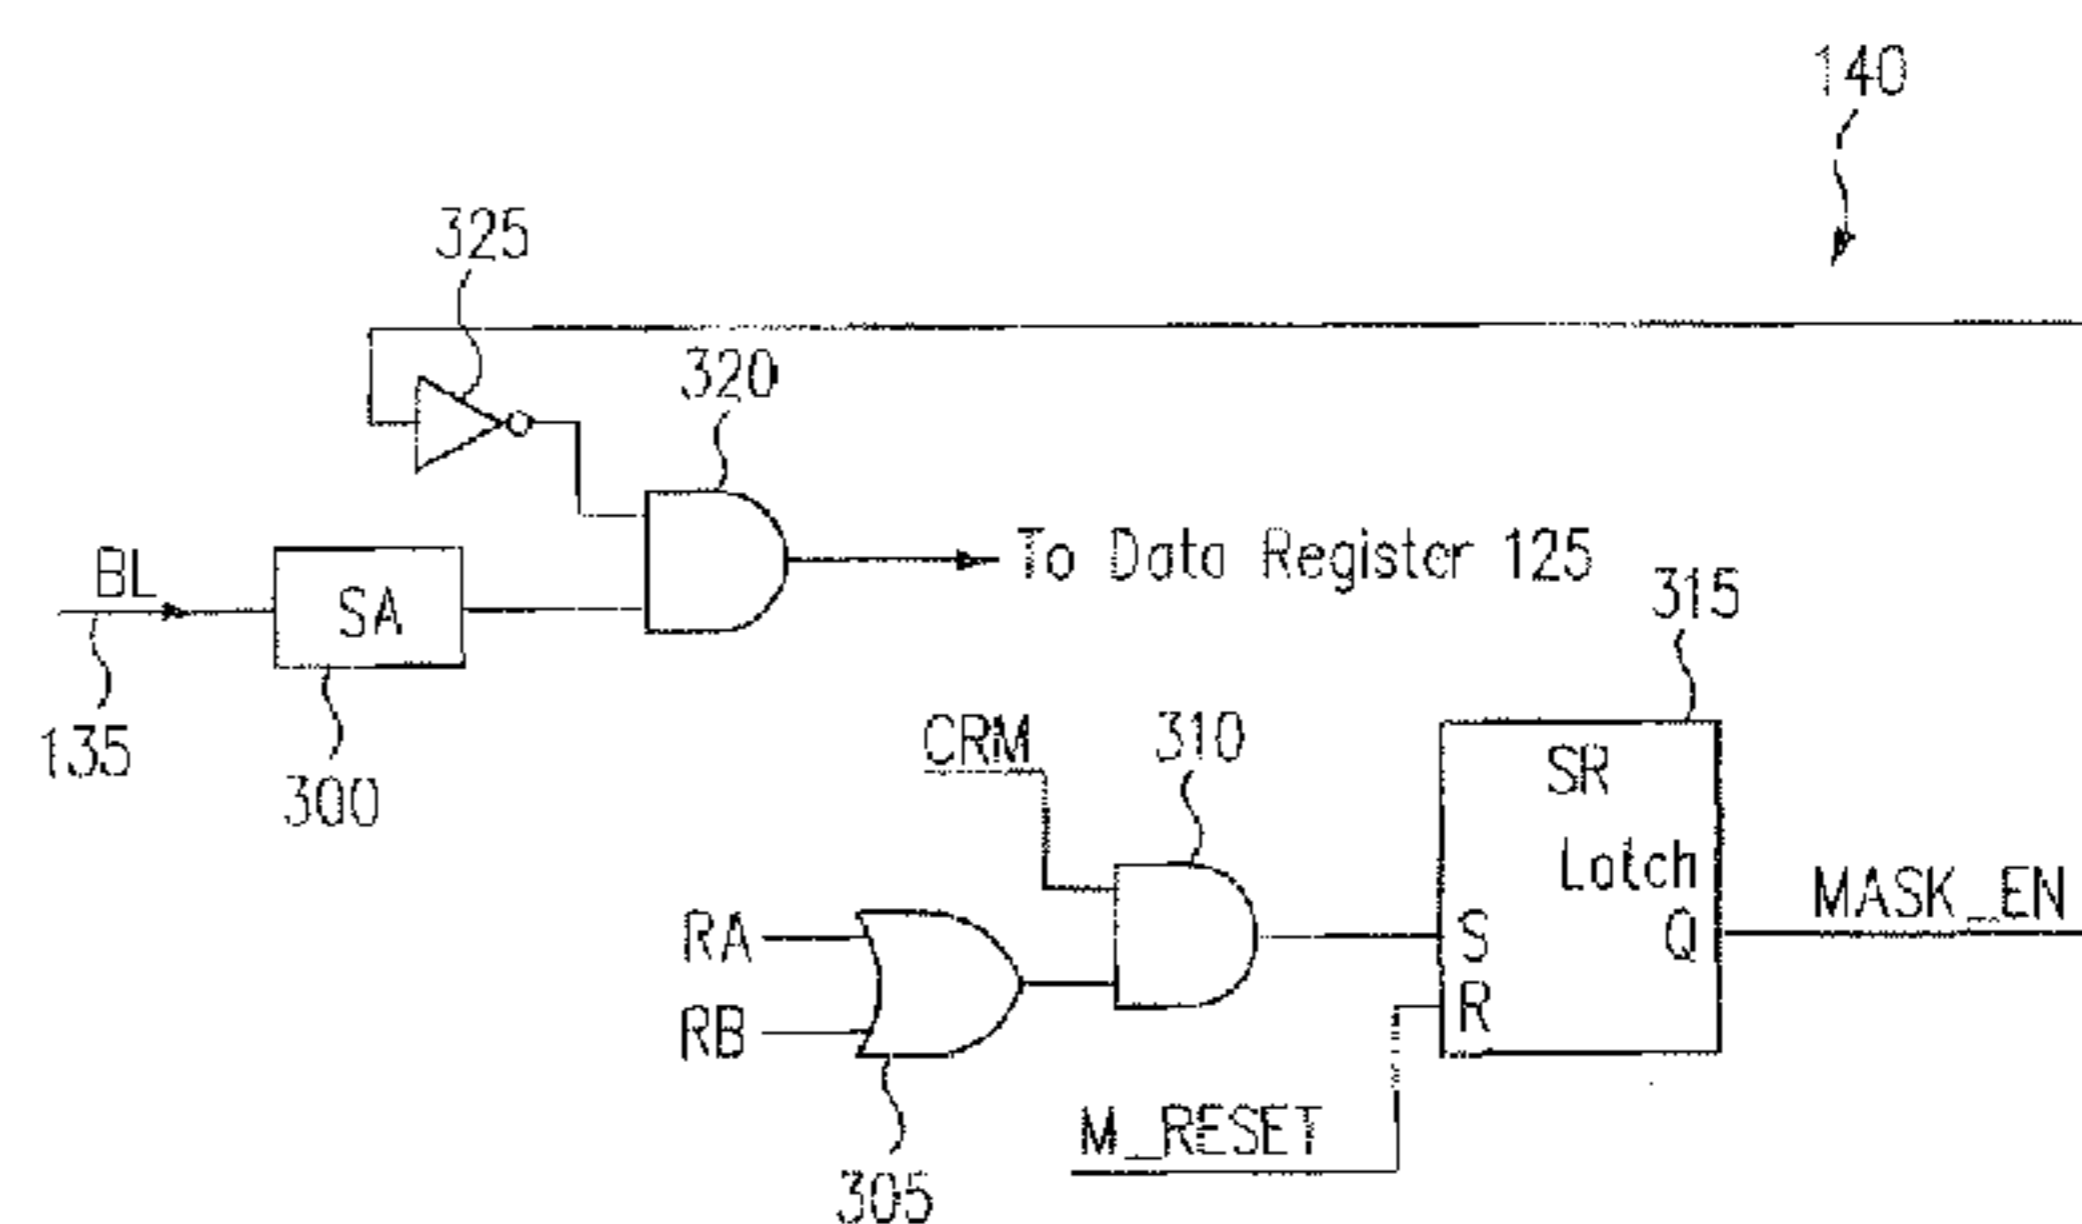 140
325
320
BL
SA
To Data Register 125
315
135
300
CRM
310
SR
Latch
RA
S
Q
MASK_EN
RB
R
M_RESET
305